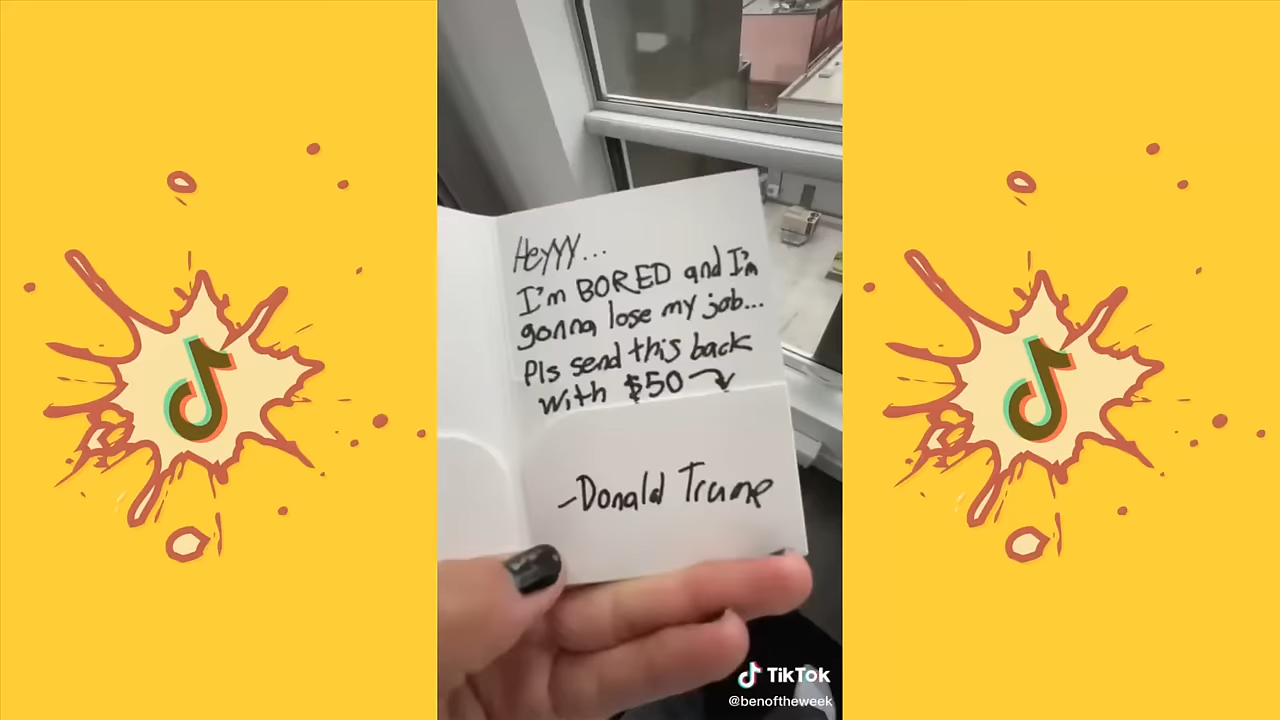 Heyyy...
I'm BORED and I'm
gonna lose my job...
Pls send this back
with $50
-Donald Trump
TikTok
@benoftheweek